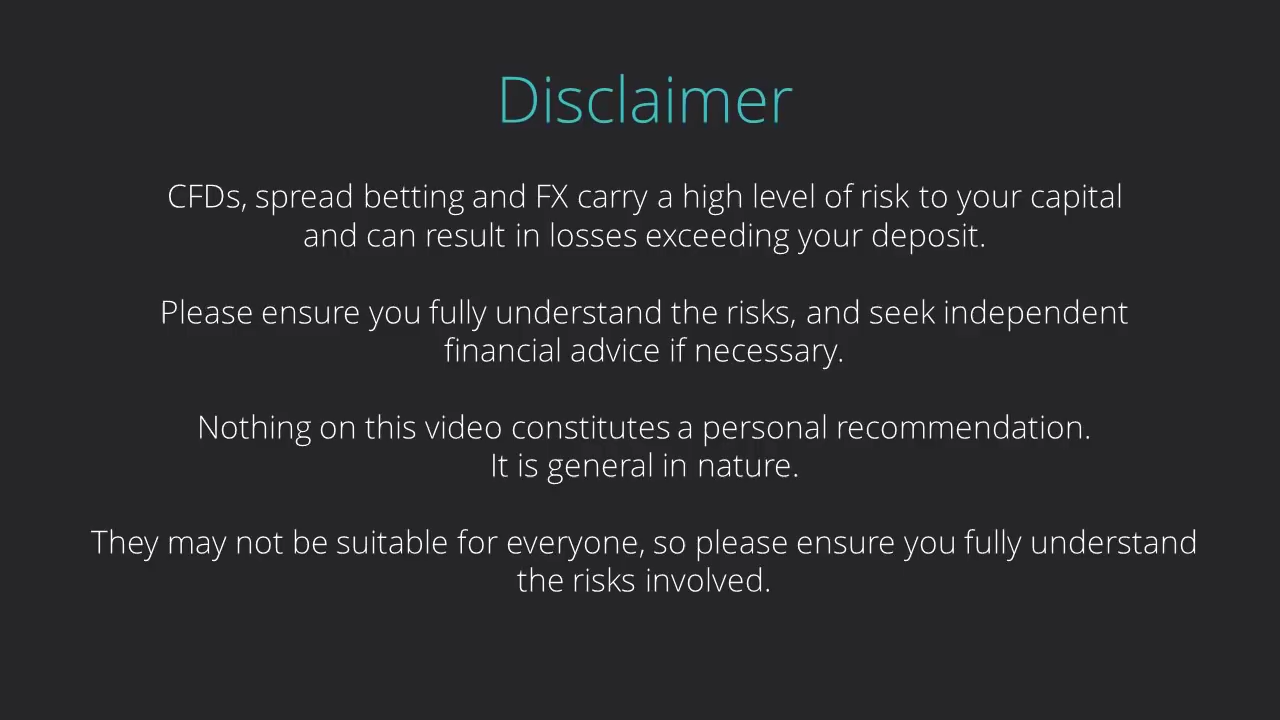 Disclaimer
CFDs, spread betting and FX carry a high level of risk to your capital
and can result in losses exceeding your deposit.
Please ensure you fully understand the risks, and seek independent
financial advice if necessary.
Nothing on this video constitutes a personal recommendation.
It is general in nature.
They may not be suitable for everyone, so please ensure you fully understand
the risks involved.